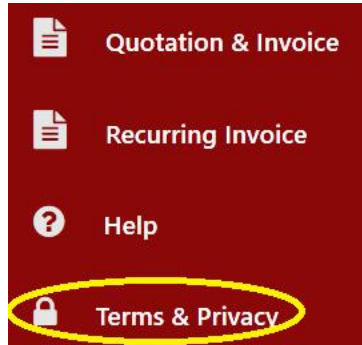 Quotation & Invoice
Recurring Invoice
Help
Terms & Privacy